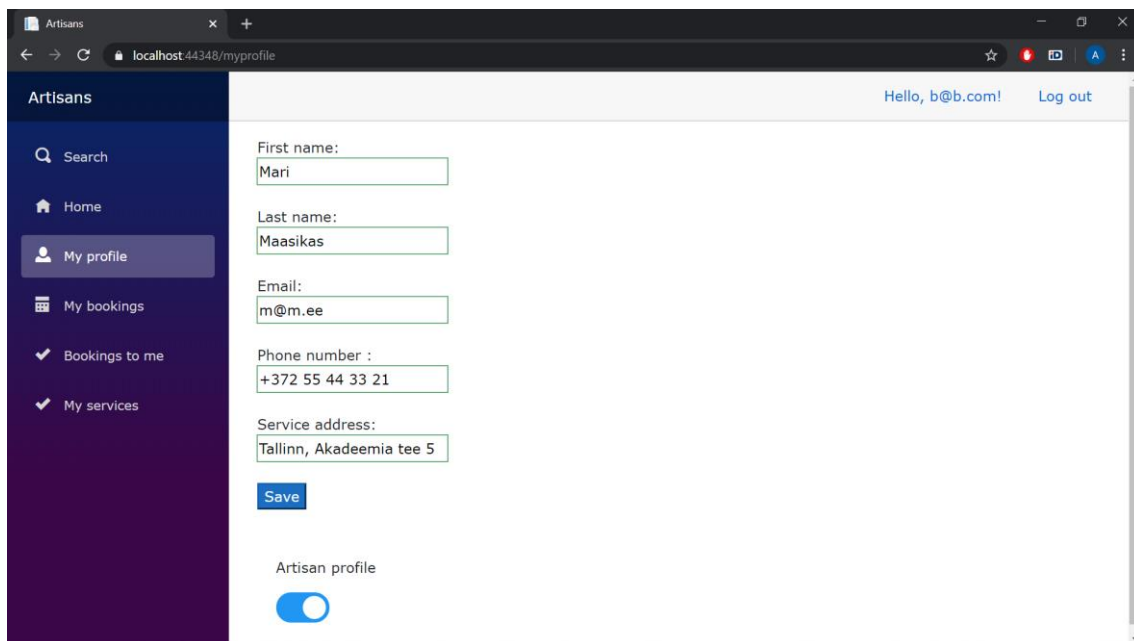 Artisans
localhost:44348/myprofile
A
Artisans
Hello, b@b.com!
Log out
Search
Home
My profile
My bookings
Bookings to me
My services
First name:
Mari
Last name:
Maasikas
Email:
m@m.ee
Phone number :
+372 55 44 33 21
Service address:
Tallinn, Akadeemia tee 5
Save
Artisan profile